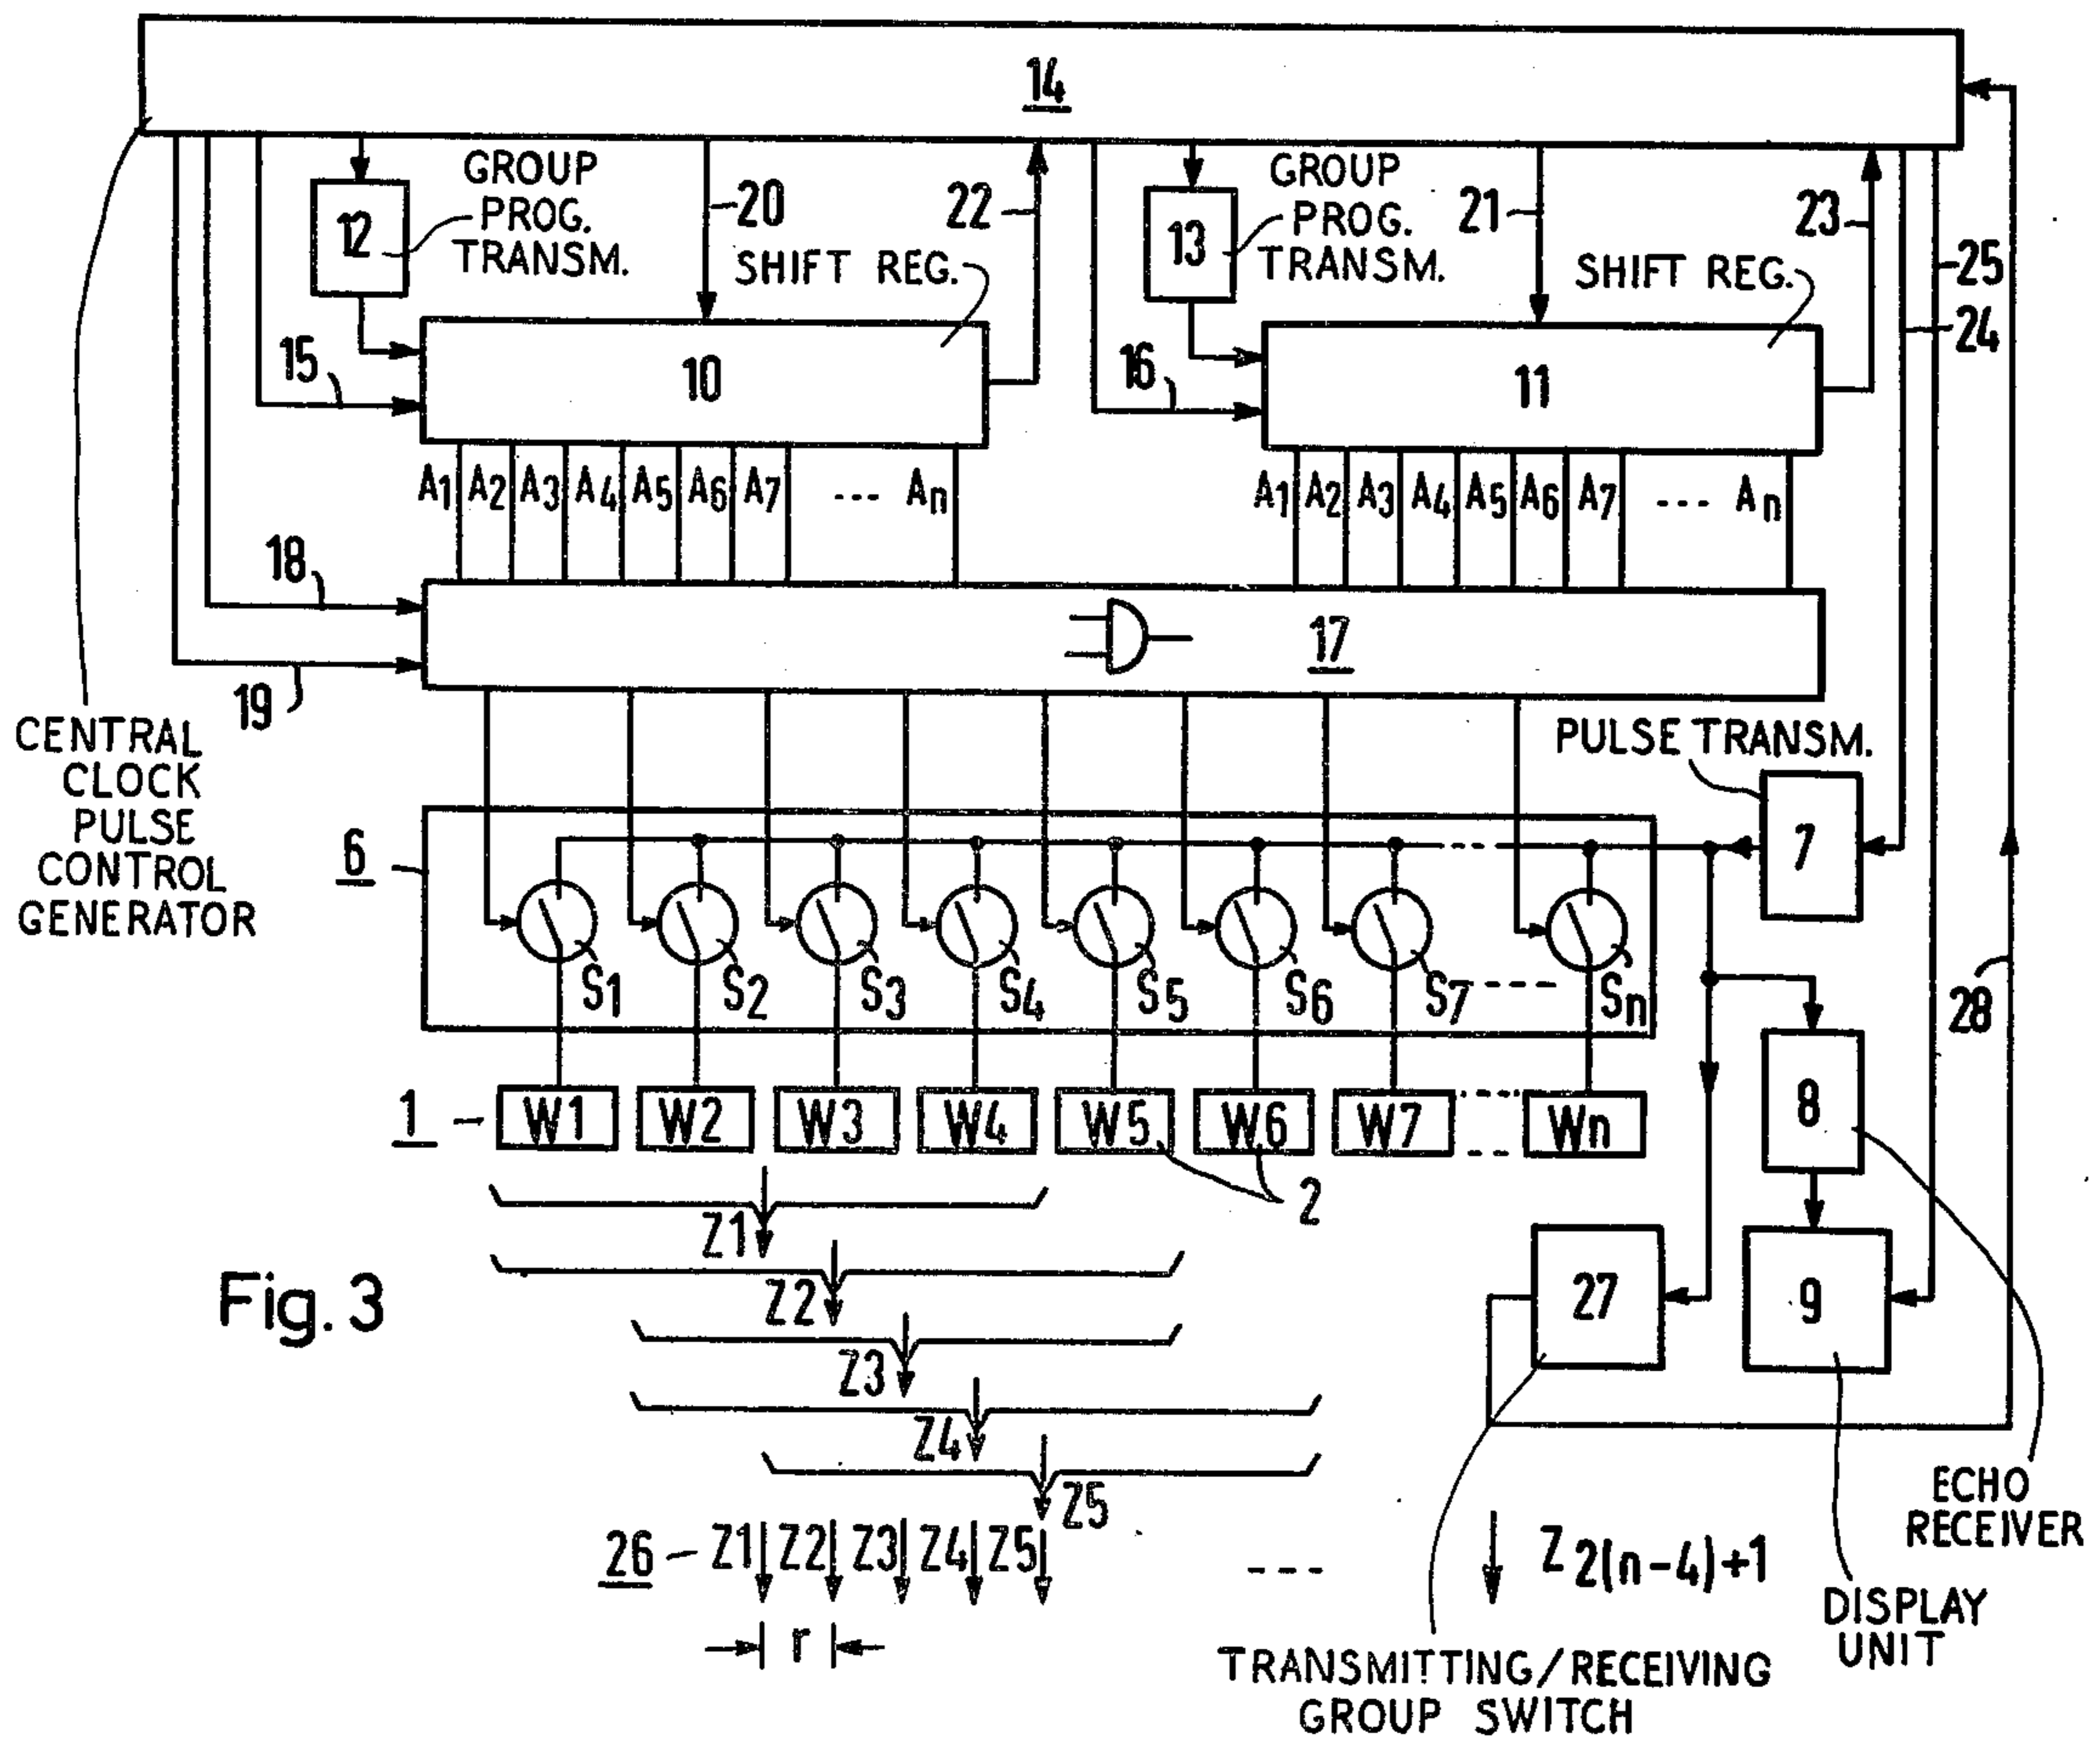 14
GROUP
PROG.
TRANSM.
12
20
22
SHIFT REG.
GROUP
PROG.
TRANSM.
13
21
23
SHIFT REG.
25
24
15
10
16
11
A1 A2 A3 A4 A5 A6 A7 --- An
A1 A2 A3 A4 A5 A6 A7 --- An
18
17
19
CENTRAL
CLOCK
PULSE
CONTROL
GENERATOR
PULSE TRANSM.
7
6
S1 S2 S3 S4 S5 S6 S7 ---- Sn
28
1
W1 W2 W3 W4 W5 W6 W7 Wn
8
2
Z1
Z2
Z3
Z4
Z5
27
9
Fig. 3
26
Z1 Z2 Z3 Z4 Z5 --- Z2(n-4)+1
r
ECHO
RECEIVER
DISPLAY
UNIT
TRANSMITTING/RECEIVING
GROUP SWITCH